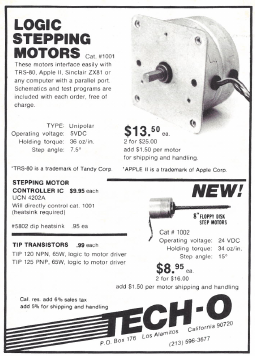 LOGIC
STEPPING
MOTORS Cat. #1001
These motors interface easily with
TRS-80, Apple II, Sinclair ZX81 or
any computer with a parallel port.
Schematics and test programs are
included with each order, free of
charge.
TYPE: Unipolar
Operating voltage: 5VDC
Holding torque: 36 oz/in.
Step angle: 7.5°
$13.50 ea.
2 for $25.00
add $1.50 per motor
for shipping and handling.
*TRS-80 is a trademark of Tandy Corp.
*APPLE II is a trademark of Apple Corp.
STEPPING MOTOR
CONTROLLER IC $9.95 each
UCN 4202A
Will directly control cat. 1001
(heatsink required)
#5802 dip heatsink .95 ea
TIP TRANSISTORS .99 each
TIP 120 NPN, 65W, logic to motor driver
TIP 125 PNP, 65W, logic to motor driver
NEW!
8" FLOPPY DISK
STEP MOTORS
Cat # 1002
Operating voltage: 24 VDC
Holding torque: 34 oz/in.
Step angle: 15°
$8.95 ea.
2 for $16.00
add $1.50 per motor shipping and handling
Cal. res. add 6% sales tax
add 5% for shipping and handling
TECH-O
P.O. Box 176 Los Alamitos California 90720
(213) 596-3677